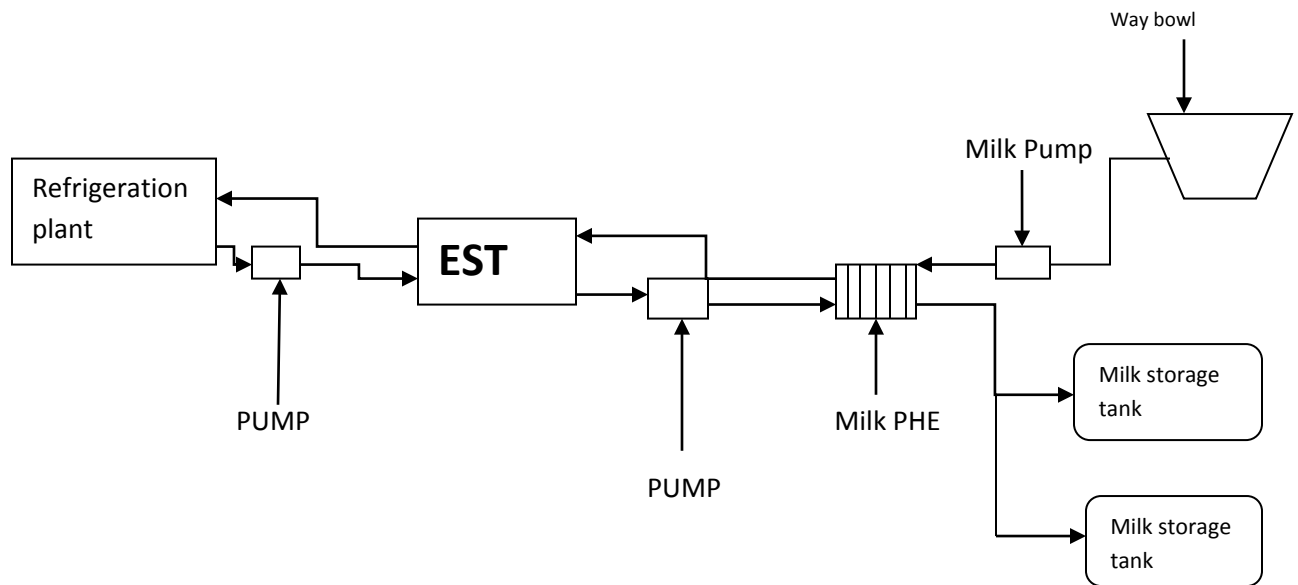 Way bowl
Milk Pump
Refrigeration
plant
EST
PUMP
Milk PHE
Milk storage
tank
PUMP
Milk storage
tank